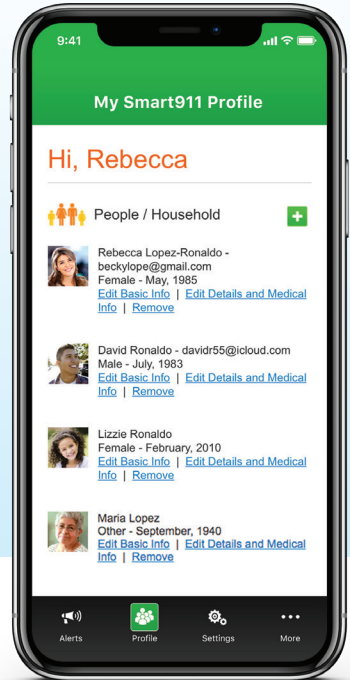 9:41
My Smart911 Profile
Hi, Rebecca
People / Household
Rebecca Lopez-Ronaldo -
beckylope@gmail.com
Female - May, 1985
Edit Basic Info | Edit Details and Medical
Info | Remove
David Ronaldo - davidr55@icloud.com
Male - July, 1983
Edit Basic Info | Edit Details and Medical
Info | Remove
Lizzie Ronaldo
Female - February, 2010
Edit Basic Info | Edit Details and Medical
Info | Remove
Maria Lopez
Other - September, 1940
Edit Basic Info | Edit Details and Medical
Info | Remove
Alerts Profile Settings More